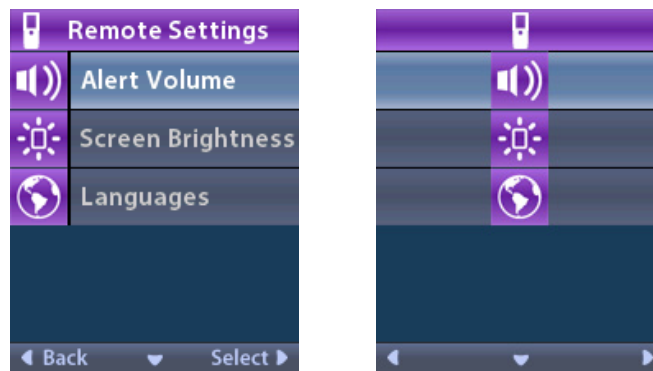 Remote Settings
Alert Volume
Screen Brightness
Languages
Back Select